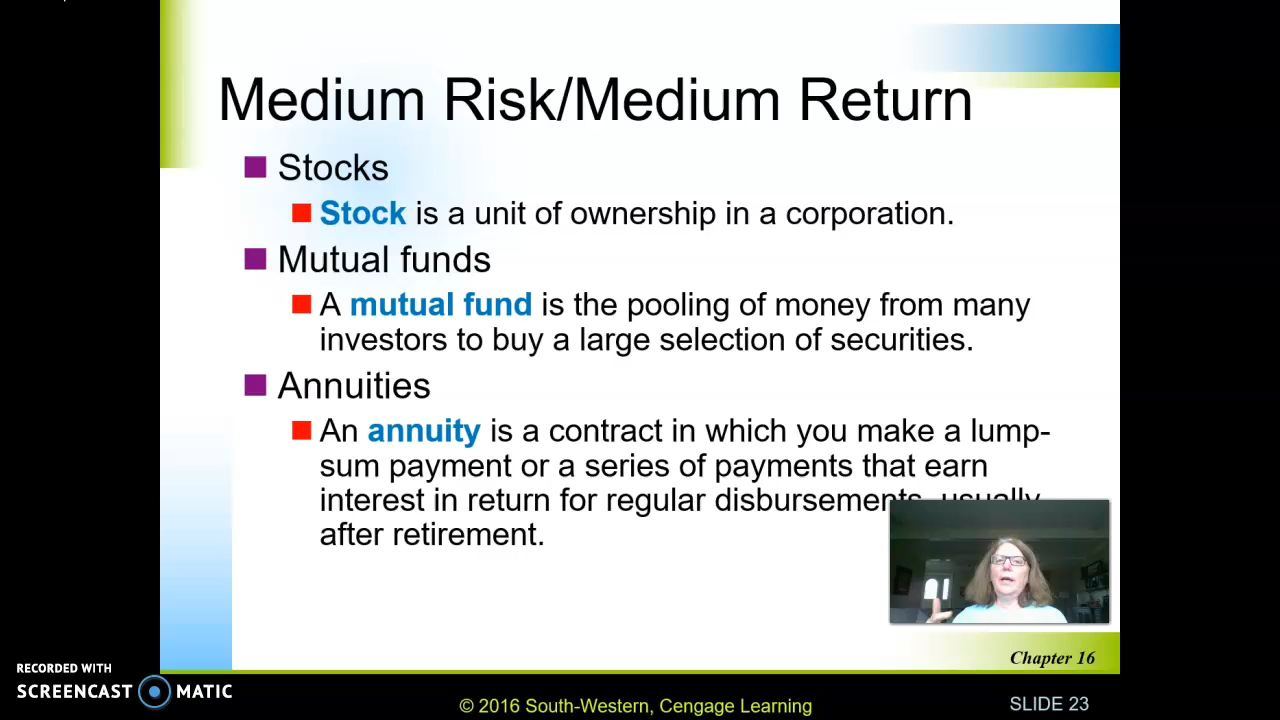 Medium Risk/Medium Return
Stocks
Stock is a unit of ownership in a corporation.
Mutual funds
A mutual fund is the pooling of money from many
investors to buy a large selection of securities.
Annuities
An annuity is a contract in which you make a lump-
sum payment or a series of payments that earn
interest in return for regular disbursements, usually
after retirement.
Chapter 16
RECORDED WITH
SCREENCAST MATIC
© 2016 South-Western, Cengage Learning
SLIDE 23